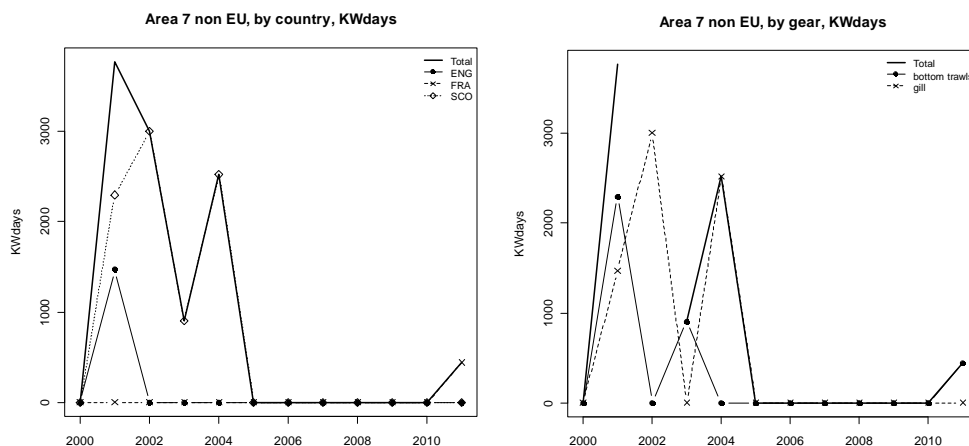 Area 7 non EU, by country, KWdays
Total
ENG
FRA
SCO
KWdays
3000
2000
1000
0
2000 2002 2004 2006 2008 2010
Area 7 non EU, by gear, KWdays
Total
bottom trawls
gill
KWdays
3000
2000
1000
0
2000 2002 2004 2006 2008 2010